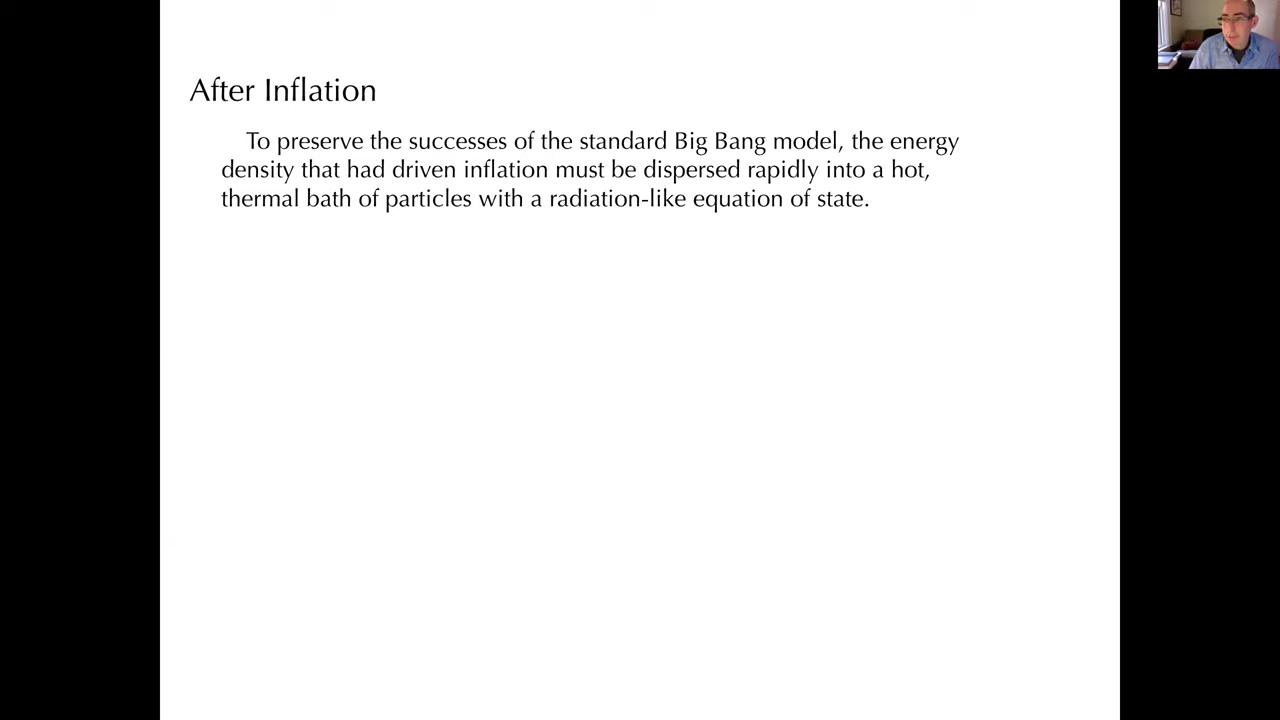 After Inflation
To preserve the successes of the standard Big Bang model, the energy
density that had driven inflation must be dispersed rapidly into a hot,
thermal bath of particles with a radiation-like equation of state.